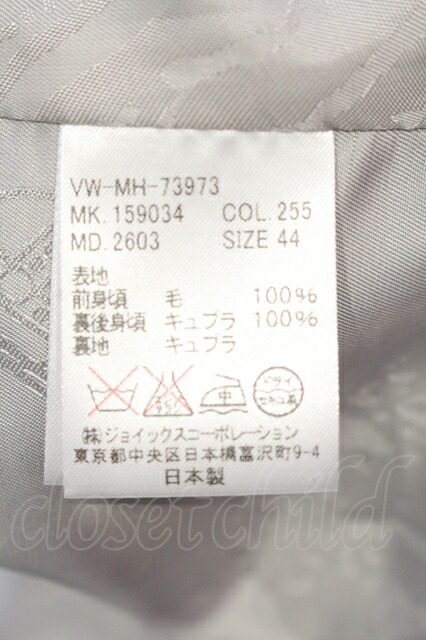 VW-MH-73973
MK. 159034 COL. 255
MD. 2603 SIZE 44
表地
前身頃 毛 100%
裏後身頃 キュプラ 100%
裏地 キュプラ
ドライ
セキユ系
㈱ジョイックスコーポレーション
東京都中央区日本橋富沢町9-4
日本製
closet child